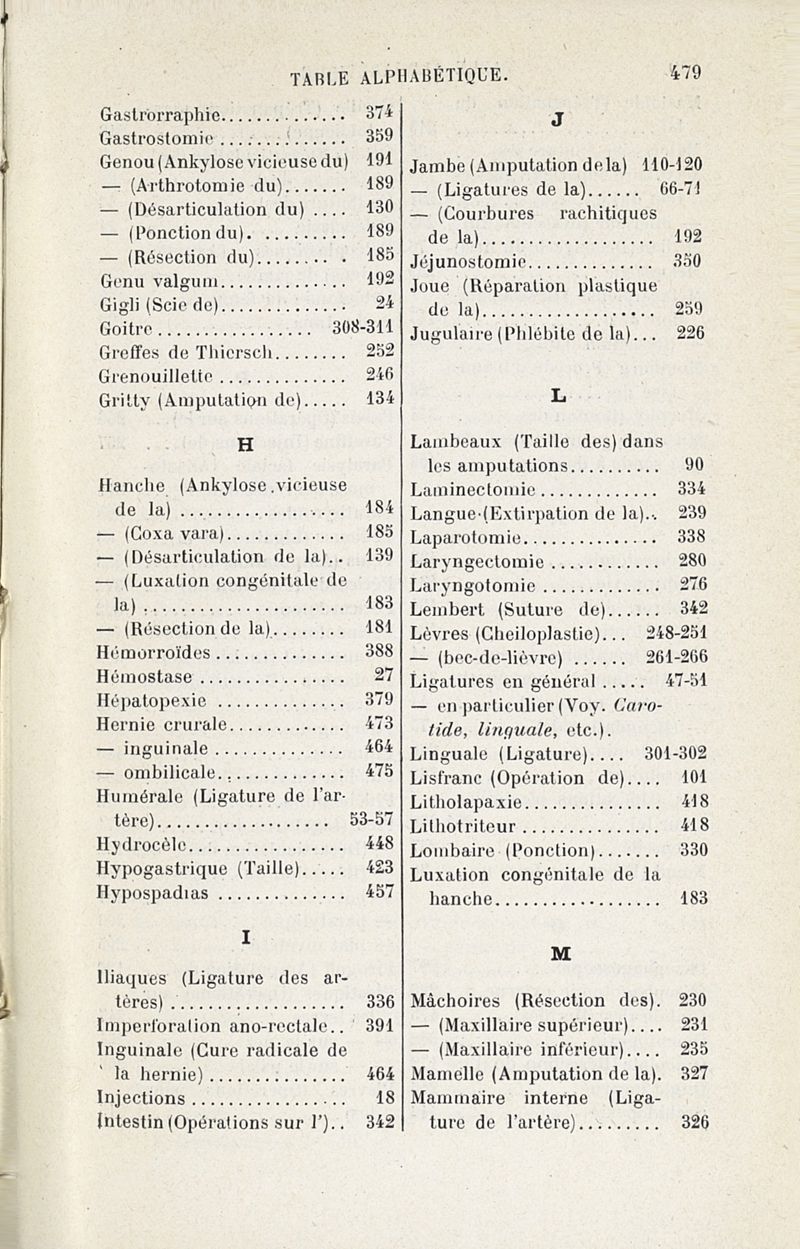 TABLE ALPHABÉTIQUE. 479
Gastrorraphie.............. 374
Gastrostomie.............. 359
Genou (Ankylose vicieuse du) 191
— (Arthrotomie du)....... 189
— (Désarticulation du).... 130
— (Ponction du).......... 189
— (Résection du)......... 185
Genu valgum.............. 192
Gigli (Scie de).............. 24
Goitre................ 308-311
Greffes de Thiersch........ 252
Grenouillette.............. 246
Gritty (Amputation de)..... 134
H
Hanche (Ankylose vicieuse
de la)................. 184
— (Coxa vara)............ 185
— (Désarticulation de la).. 139
— (Luxation congénitale de
la)..................... 183
— (Résection de la)........ 181
Hémorroïdes.............. 388
Hémostase................ 27
Hépatopexie.............. 379
Hernie crurale............. 473
— inguinale.............. 464
— ombilicale............. 475
Humérale (Ligature de l'ar-
tère).................. 53-57
Hydrocèle................ 448
Hypogastrique (Taille)..... 423
Hypospadias.............. 457
I
Iliaques (Ligature des ar-
tères).................. 336
Imperforation ano-rectale.. 391
Inguinale (Cure radicale de
la hernie).............. 464
Injections................. 18
Intestin (Opérations sur l').. 342
J
Jambe (Amputation de la) 110-120
— (Ligatures de la)...... 66-71
— (Courbures rachitiques
de la).................. 192
Jéjunostomie.............. 350
Joue (Réparation plastique
de la).................. 259
Jugulaire (Phlébite de la)... 226
L
Lambeaux (Taille des) dans
les amputations.......... 90
Laminectomie............. 334
Langue (Extirpation de la)... 239
Laparotomie.............. 338
Laryngectomie............ 280
Laryngotomie............. 276
Lembert (Suture de)...... 342
Lèvres (Cheiloplastie)... 248-251
— (bec-de-lièvre)...... 261-266
Ligatures en général..... 47-51
— en particulier (Voy. Caro-
tide, linguale, etc.).
Linguale (Ligature).... 301-302
Lisfranc (Opération de).... 101
Litholapaxie............... 418
Lithotriteur............... 418
Lombaire (Ponction)....... 330
Luxation congénitale de la
hanche.................. 183
M
Mâchoires (Résection des). 230
— (Maxillaire supérieur).... 231
— (Maxillaire inférieur).... 235
Mamelle (Amputation de la). 327
Mammaire interne (Liga-
ture de l'artère)......... 326